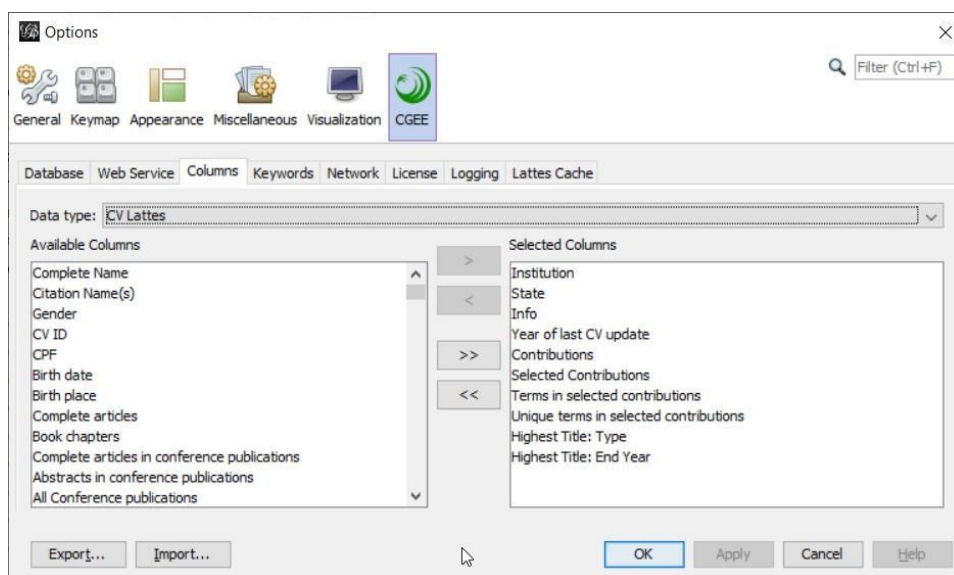 Options
Filter (Ctrl+F)
General Keymap Appearance Miscellaneous Visualization CGEE
Database Web Service Columns Keywords Network License Logging Lattes Cache
Data type: CV Lattes
Available Columns
Complete Name
Citation Name(s)
Gender
CV ID
CPF
Birth date
Birth place
Complete articles
Book chapters
Complete articles in conference publications
Abstracts in conference publications
All Conference publications
>
<
>>
<<
Selected Columns
Institution
State
Info
Year of last CV update
Contributions
Selected Contributions
Terms in selected contributions
Unique terms in selected contributions
Highest Title: Type
Highest Title: End Year
Export... Import... OK Apply Cancel Help